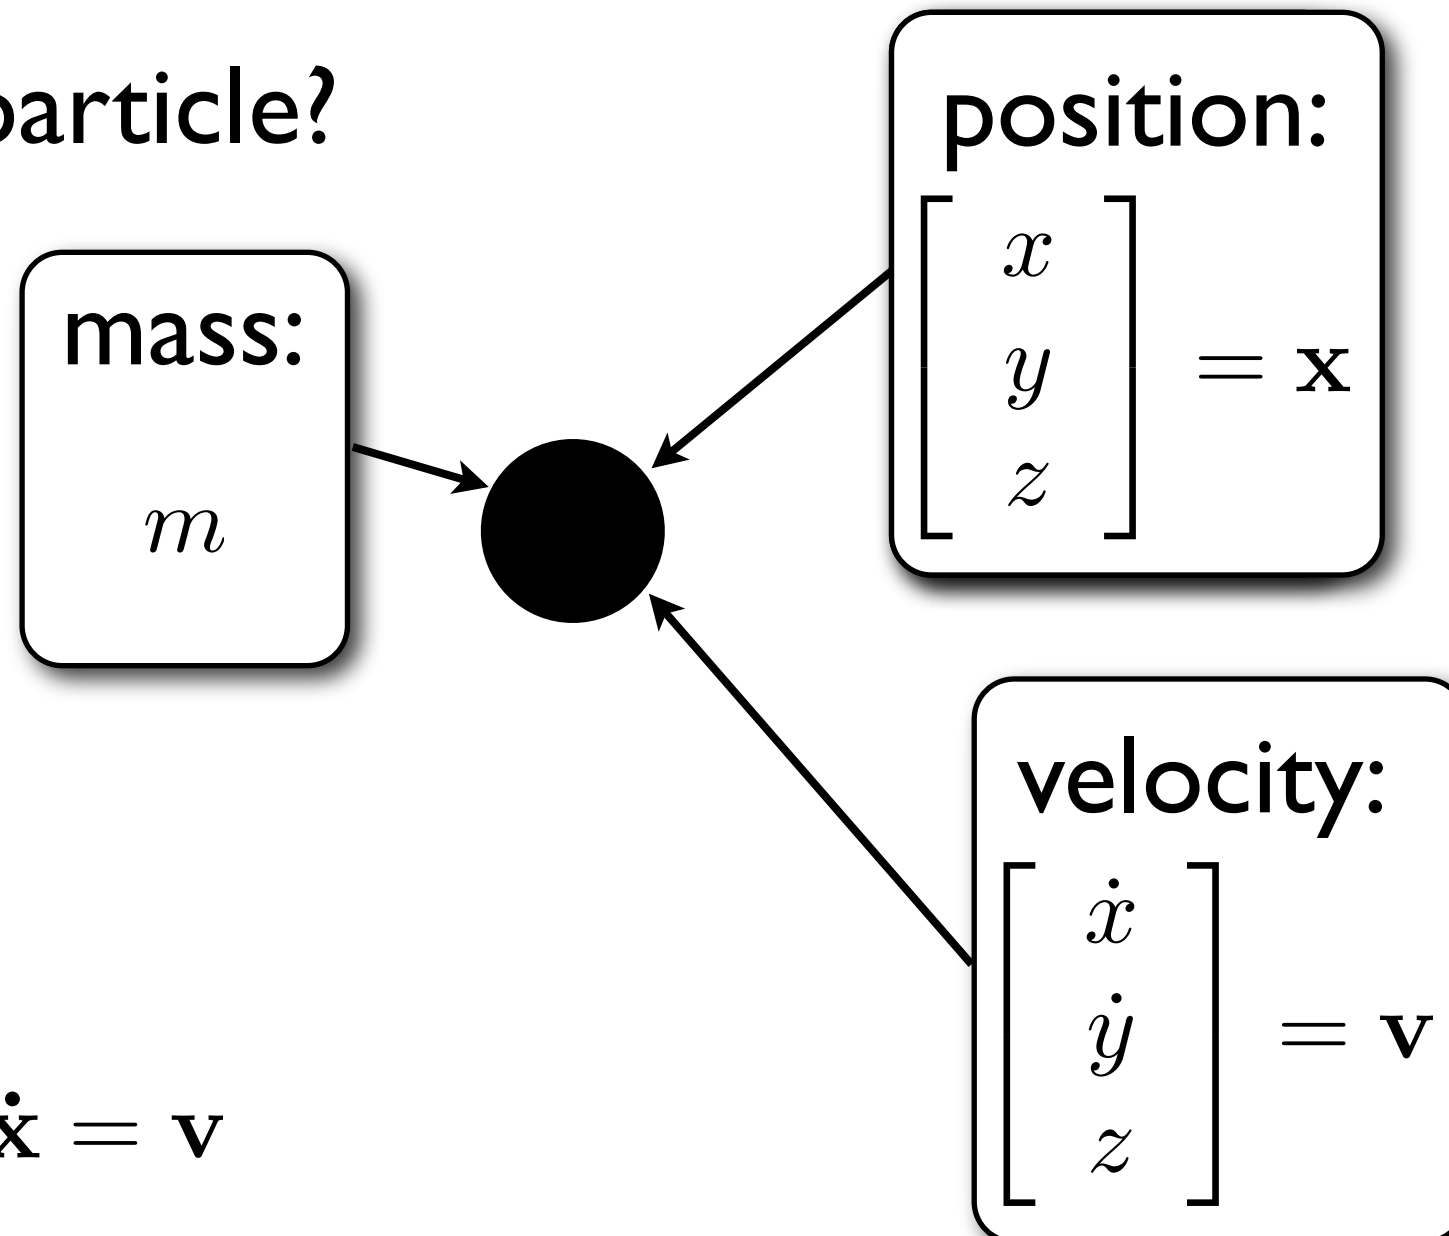 particle?
mass:
m
position:
x
y
z
= 𝐱
velocity:
ẋ
ẏ
z
= 𝐯
𝐱̇ = 𝐯